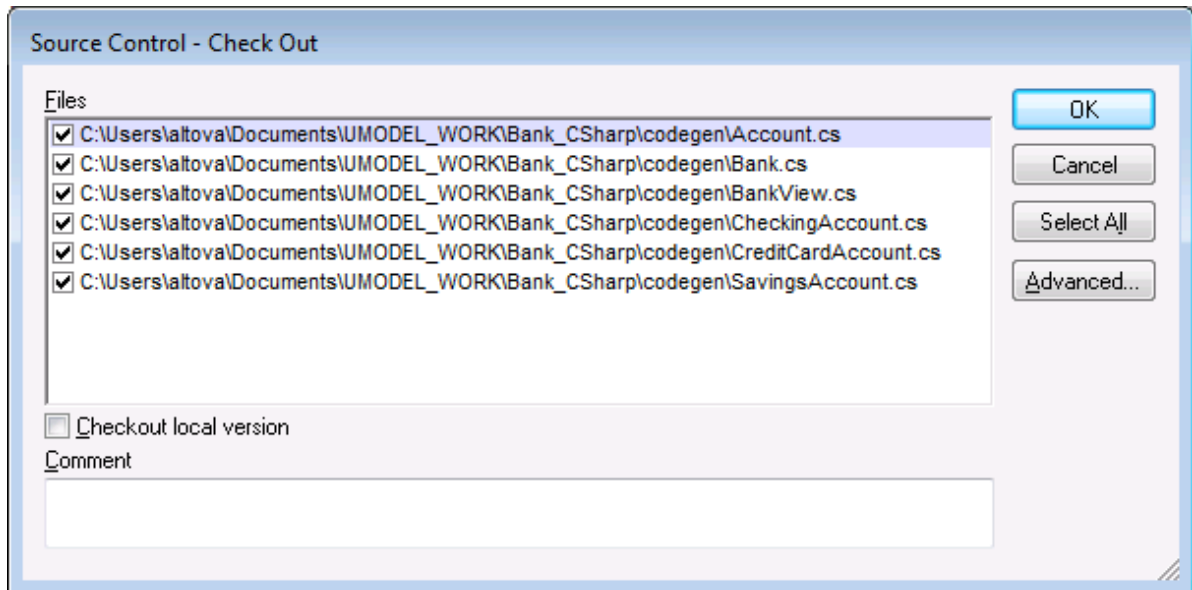 Source Control - Check Out
Files
C:\Users\altova\Documents\UMODEL_WORK\Bank_CSharp\codegen\Account.cs
C:\Users\altova\Documents\UMODEL_WORK\Bank_CSharp\codegen\Bank.cs
C:\Users\altova\Documents\UMODEL_WORK\Bank_CSharp\codegen\BankView.cs
C:\Users\altova\Documents\UMODEL_WORK\Bank_CSharp\codegen\CheckingAccount.cs
C:\Users\altova\Documents\UMODEL_WORK\Bank_CSharp\codegen\CreditCardAccount.cs
C:\Users\altova\Documents\UMODEL_WORK\Bank_CSharp\codegen\SavingsAccount.cs
Checkout local version
Comment
OK
Cancel
Select All
Advanced...